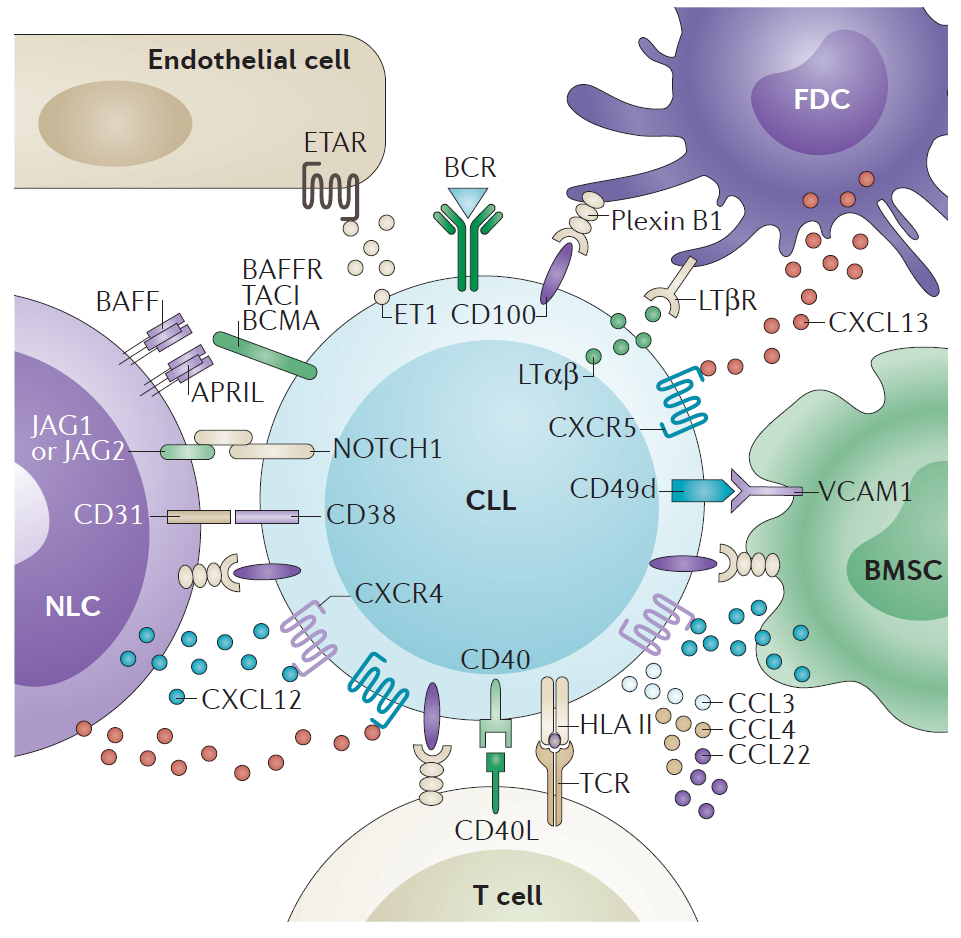 Endothelial cell
FDC
ETAR
BCR
Plexin B1
BAFFR
TACI
BCMA
BAFF
ET1
CD100
LTβR
CXCL13
LTαβ
APRIL
JAG1
or JAG2
NOTCH1
CXCR5
CD49d
VCAM1
CLL
CD31
CD38
BMSC
NLC
CXCR4
CD40
CXCL12
CCL3
HLA II
CCL4
CCL22
TCR
CD40L
T cell